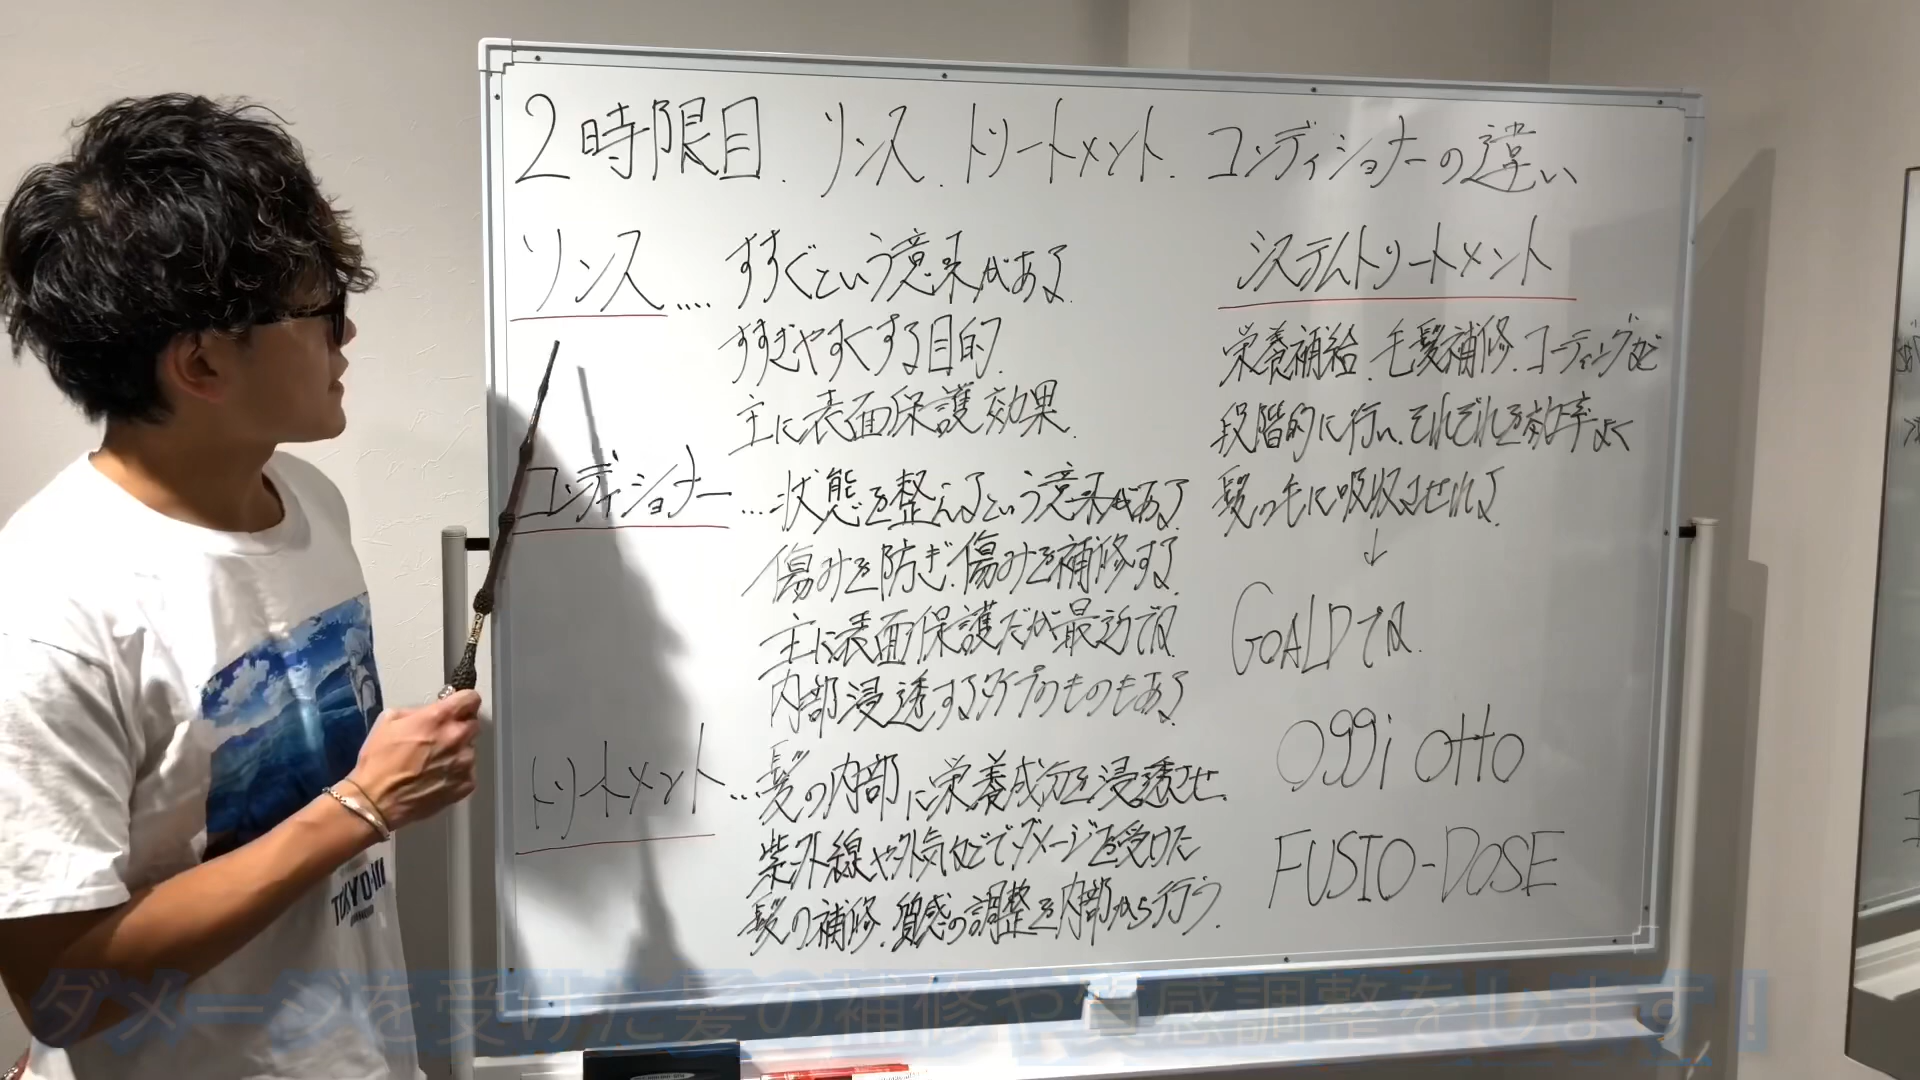 2時限目.リンス.トリートメント.コンディショナーの違い
リンス....すすぐという意味がある.
すすぎやすくする目的.
主に表面保護効果.
コンディショナー...状態を整えるという意味がある.
傷みを防ぎ.傷みを補修する.
主に表面保護だが最近では
内部浸透するタイプのものもある.
トリートメント...髪の内部に栄養成分を浸透させ.
紫外線や外気などでダメージを受けた
髪の補修.質感の調整を内部から行う.
システムトリートメント
栄養補給.毛髪補修.コーティングなど
段階的に行い.それぞれを効率よく
髪の毛に吸収させれる.
↓
GOALDでは.
oggi otto
FUSIO-DOSE
TOKYO-III
ダメージを受けた髪の補修や質感調整をします！